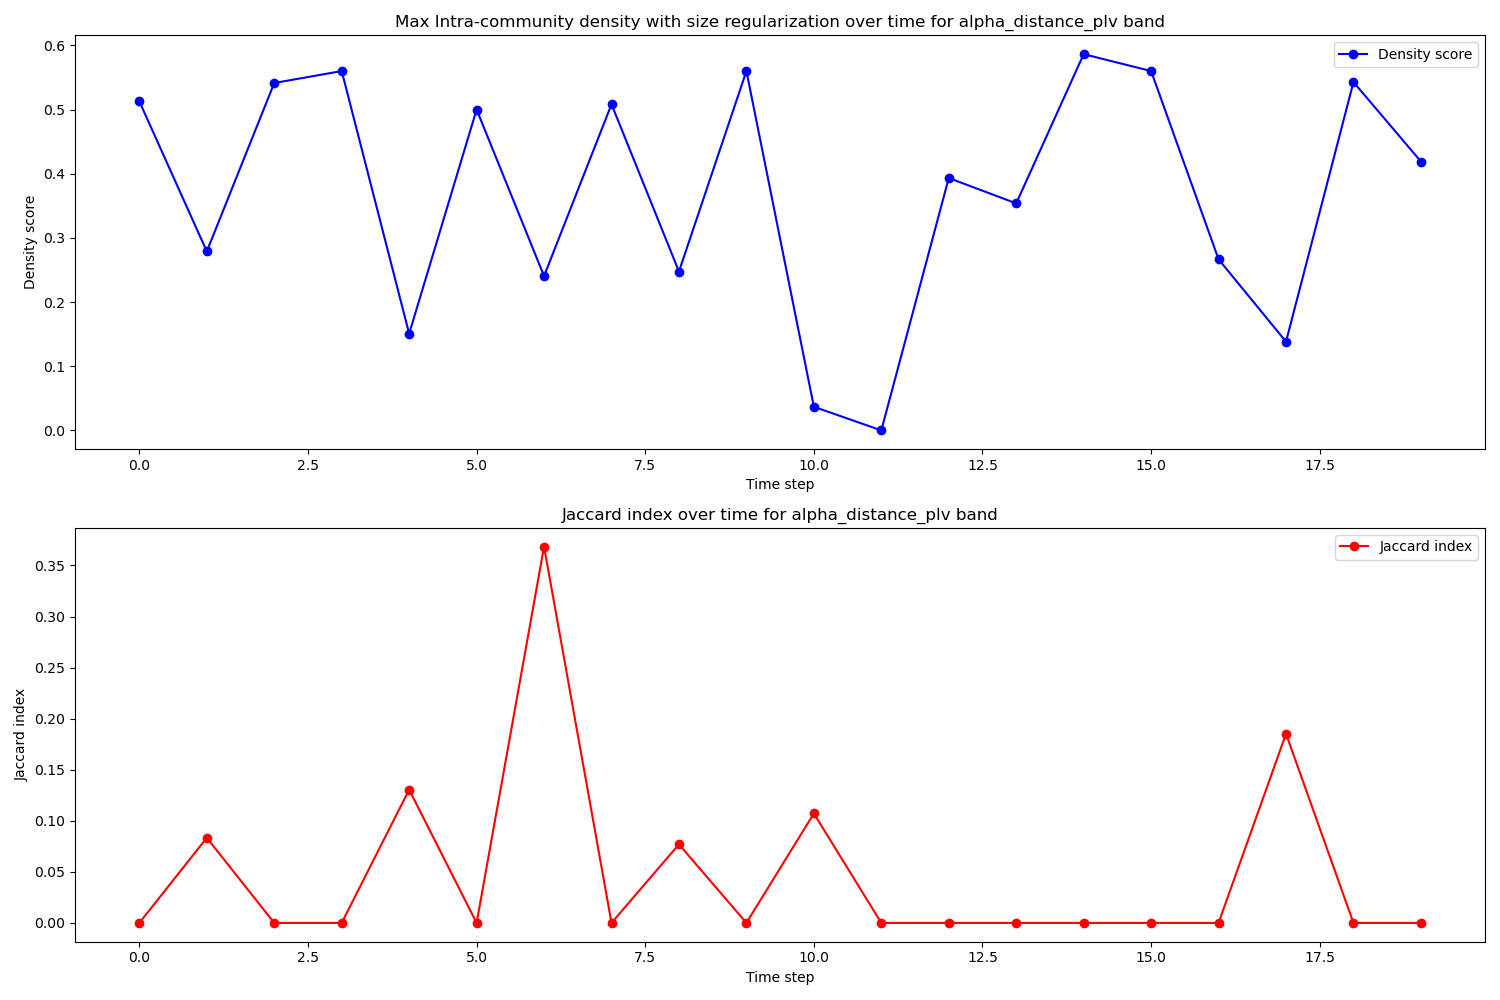 Max Intra-community density with size regularization over time for alpha_distance_plv band
Density score
0.6
0.5
0.4
0.3
0.2
0.1
0.0
Density score
0.0 2.5 5.0 7.5 10.0 12.5 15.0 17.5
Time step
Jaccard index over time for alpha_distance_plv band
Jaccard index
0.35
0.30
0.25
0.20
0.15
0.10
0.05
0.00
Jaccard index
0.0 2.5 5.0 7.5 10.0 12.5 15.0 17.5
Time step